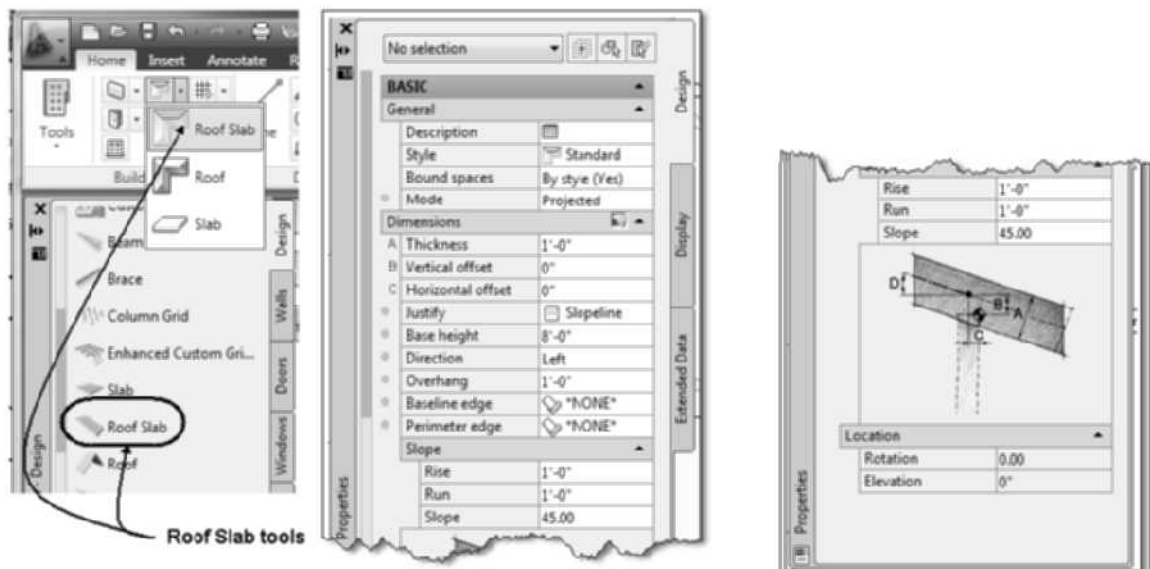 Home Insert Annotate R
Tools
Roof Slab
Roof
Slab
Build
Design
Beam
Brace
Column Grid
Enhanced Custom Gri...
Slab
Roof Slab
Roof
Design
Walls
Doors
Windows
Roof Slab tools
No selection
BASIC
General
Description
Style Standard
Bound spaces By style (Yes)
Mode Projected
Dimensions
A Thickness 1'-0"
B Vertical offset 0"
C Horizontal offset 0"
Justify Slopeline
Base height 8'-0"
Direction Left
Overhang 1'-0"
Baseline edge *NONE*
Perimeter edge *NONE*
Slope
Rise 1'-0"
Run 1'-0"
Slope 45.00
Design
Display
Extended Data
Properties
Rise 1'-0"
Run 1'-0"
Slope 45.00
D
B
A
C
Location
Rotation 0.00
Elevation 0"
Properties